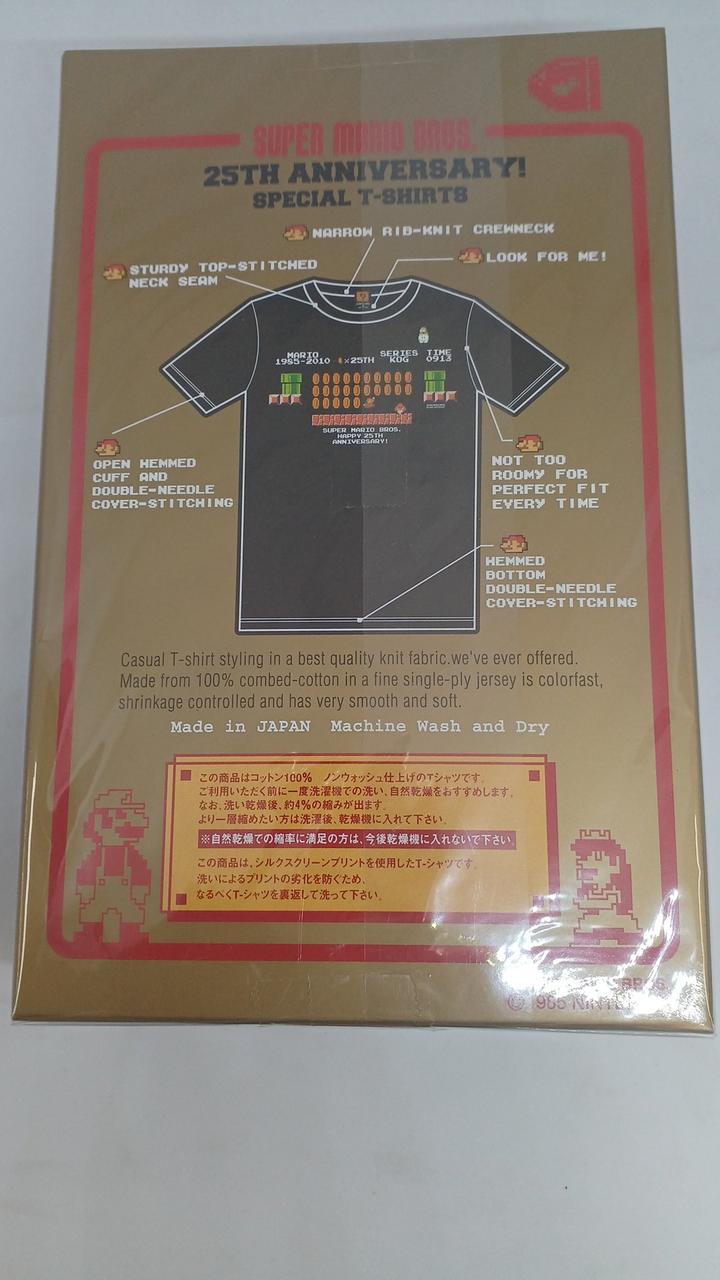 SUPER MARIO BROS.
25TH ANNIVERSARY!
SPECIAL T-SHIRTS
NARROW RIB-KNIT CREWNECK
LOOK FOR ME!
STURDY TOP-STITCHED
NECK SEAM
MARIO SERIES TIME
1985-2010 ×25TH KOG 0913
SUPER MARIO BROS.
HAPPY 25TH
ANNIVERSARY!
OPEN HEMMED
CUFF AND
DOUBLE-NEEDLE
COVER-STITCHING
NOT TOO
ROOMY FOR
PERFECT FIT
EVERY TIME
HEMMED
BOTTOM
DOUBLE-NEEDLE
COVER-STITCHING
Casual T-shirt styling in a best quality knit fabric.we've ever offered.
Made from 100% combed-cotton in a fine single-ply jersey is colorfast,
shrinkage controlled and has very smooth and soft.
Made in JAPAN Machine Wash and Dry
この商品はコットン100% ノンウォッシュ仕上げのTシャツです。
ご利用いただく前に一度洗濯機での洗い、自然乾燥をおすすめします。
なお、洗い乾燥後、約4%の縮みが出ます。
より一層縮めたい方は洗濯後、乾燥機に入れて下さい。
※自然乾燥での縮率に満足の方は、今後乾燥機に入れないで下さい。
この商品は、シルクスクリーンプリントを使用したTシャツです。
洗いによるプリントの劣化を防ぐため、
なるべくTシャツを裏返して洗って下さい。
BROS.
© 1985 NINTE